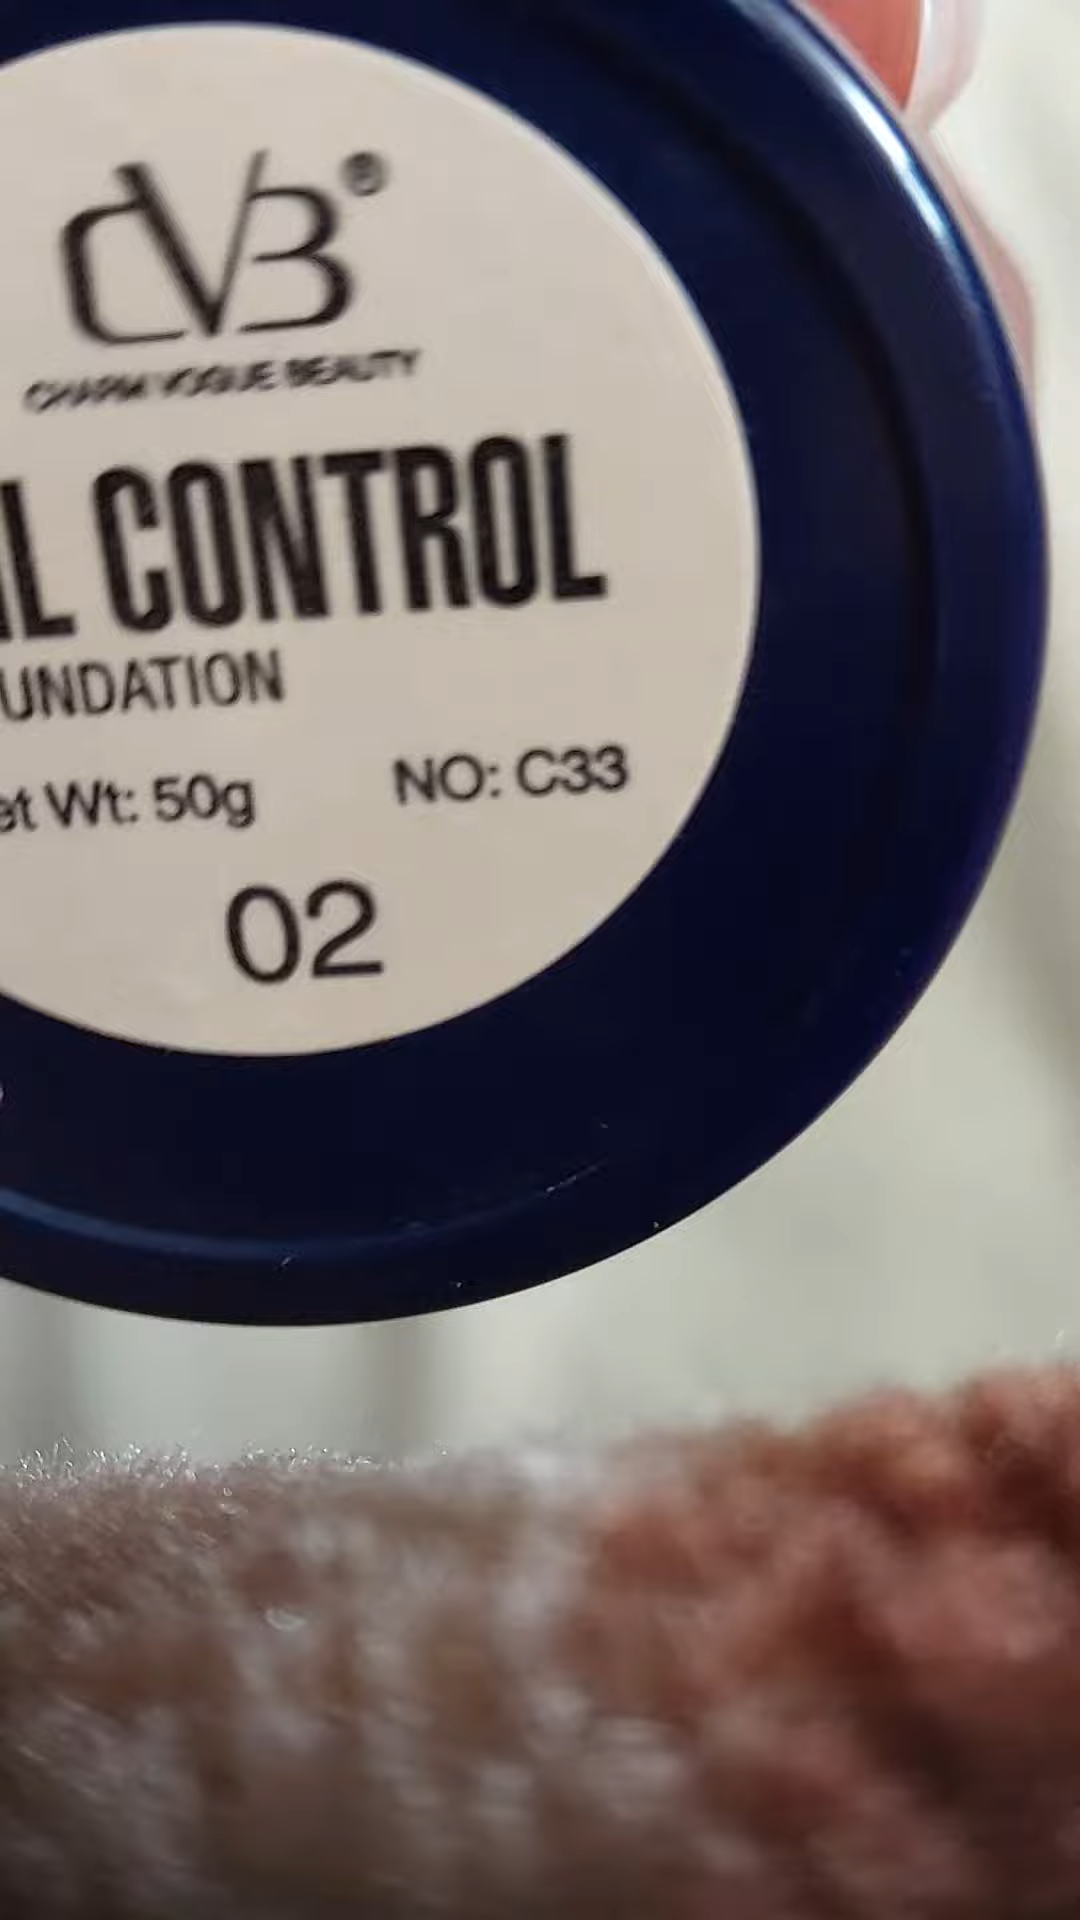 CVB®
CHARM VOGUE BEAUTY
IL CONTROL
UNDATION
et Wt: 50g NO: C33
02